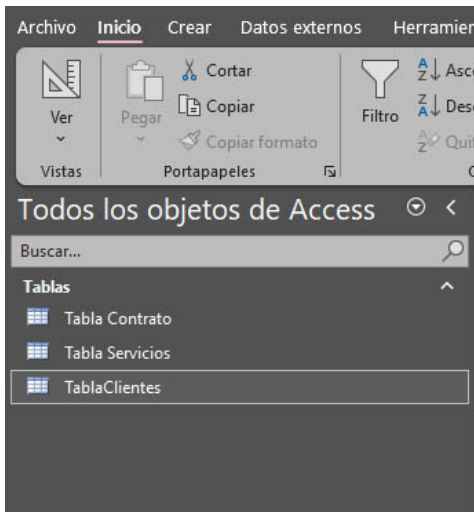 Archivo Inicio Crear Datos externos
Cortar
Copiar
Copiar formato
Ver
Pegar
Filtro
Vistas
Portapapeles
Todos los objetos de Access
Buscar...
Tablas
Tabla Contrato
Tabla Servicios
TablaClientes